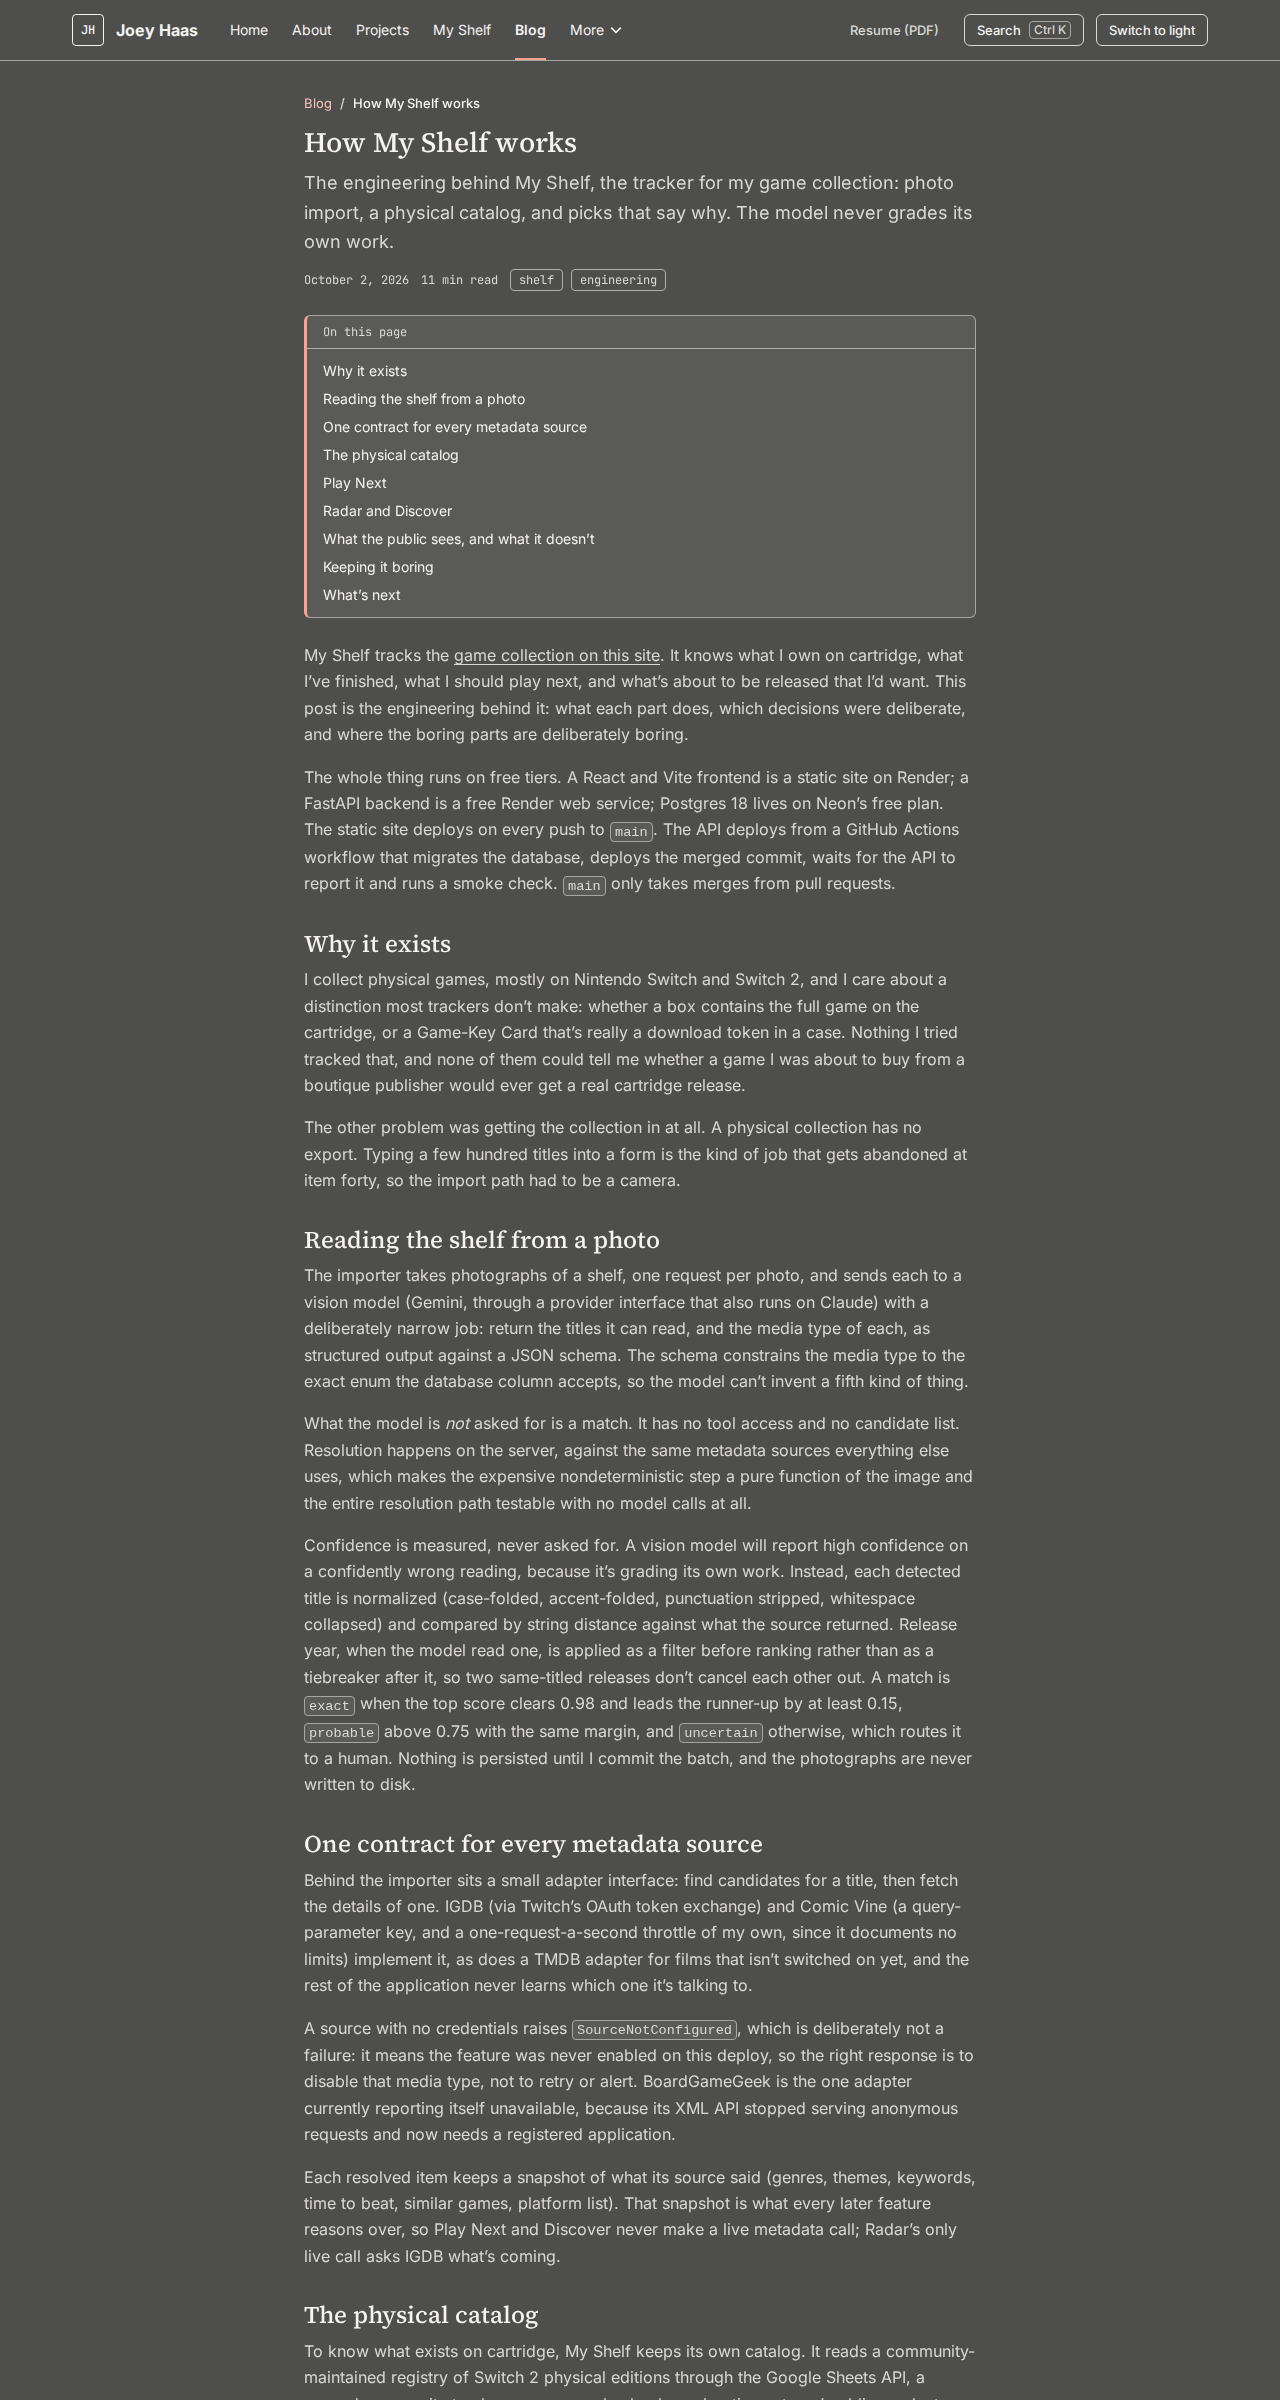 JH Joey Haas Home About Projects My Shelf Blog More Resume (PDF) Search Ctrl K Switch to light
Blog / How My Shelf works
How My Shelf works
The engineering behind My Shelf, the tracker for my game collection: photo
import, a physical catalog, and picks that say why. The model never grades its
own work.
October 2, 2026 11 min read shelf engineering
On this page
Why it exists
Reading the shelf from a photo
One contract for every metadata source
The physical catalog
Play Next
Radar and Discover
What the public sees, and what it doesn’t
Keeping it boring
What’s next
My Shelf tracks the game collection on this site. It knows what I own on cartridge, what
I’ve finished, what I should play next, and what’s about to be released that I’d want. This
post is the engineering behind it: what each part does, which decisions were deliberate,
and where the boring parts are deliberately boring.
The whole thing runs on free tiers. A React and Vite frontend is a static site on Render; a
FastAPI backend is a free Render web service; Postgres 18 lives on Neon’s free plan.
The static site deploys on every push to main. The API deploys from a GitHub Actions
workflow that migrates the database, deploys the merged commit, waits for the API to
report it and runs a smoke check. main only takes merges from pull requests.
Why it exists
I collect physical games, mostly on Nintendo Switch and Switch 2, and I care about a
distinction most trackers don’t make: whether a box contains the full game on the
cartridge, or a Game-Key Card that’s really a download token in a case. Nothing I tried
tracked that, and none of them could tell me whether a game I was about to buy from a
boutique publisher would ever get a real cartridge release.
The other problem was getting the collection in at all. A physical collection has no
export. Typing a few hundred titles into a form is the kind of job that gets abandoned at
item forty, so the import path had to be a camera.
Reading the shelf from a photo
The importer takes photographs of a shelf, one request per photo, and sends each to a
vision model (Gemini, through a provider interface that also runs on Claude) with a
deliberately narrow job: return the titles it can read, and the media type of each, as
structured output against a JSON schema. The schema constrains the media type to the
exact enum the database column accepts, so the model can’t invent a fifth kind of thing.
What the model is not asked for is a match. It has no tool access and no candidate list.
Resolution happens on the server, against the same metadata sources everything else
uses, which makes the expensive nondeterministic step a pure function of the image and
the entire resolution path testable with no model calls at all.
Confidence is measured, never asked for. A vision model will report high confidence on
a confidently wrong reading, because it’s grading its own work. Instead, each detected
title is normalized (case-folded, accent-folded, punctuation stripped, whitespace
collapsed) and compared by string distance against what the source returned. Release
year, when the model read one, is applied as a filter before ranking rather than as a
tiebreaker after it, so two same-titled releases don’t cancel each other out. A match is
exact when the top score clears 0.98 and leads the runner-up by at least 0.15,
probable above 0.75 with the same margin, and uncertain otherwise, which routes it
to a human. Nothing is persisted until I commit the batch, and the photographs are never
written to disk.
One contract for every metadata source
Behind the importer sits a small adapter interface: find candidates for a title, then fetch
the details of one. IGDB (via Twitch’s OAuth token exchange) and Comic Vine (a query-
parameter key, and a one-request-a-second throttle of my own, since it documents no
limits) implement it, as does a TMDB adapter for films that isn’t switched on yet, and the
rest of the application never learns which one it’s talking to.
A source with no credentials raises SourceNotConfigured, which is deliberately not a
failure: it means the feature was never enabled on this deploy, so the right response is to
disable that media type, not to retry or alert. BoardGameGeek is the one adapter
currently reporting itself unavailable, because its XML API stopped serving anonymous
requests and now needs a registered application.
Each resolved item keeps a snapshot of what its source said (genres, themes, keywords,
time to beat, similar games, platform list). That snapshot is what every later feature
reasons over, so Play Next and Discover never make a live metadata call; Radar’s only
live call asks IGDB what’s coming.
The physical catalog
To know what exists on cartridge, My Shelf keeps its own catalog. It reads a community-
maintained registry of Switch 2 physical editions through the Google Sheets API, a